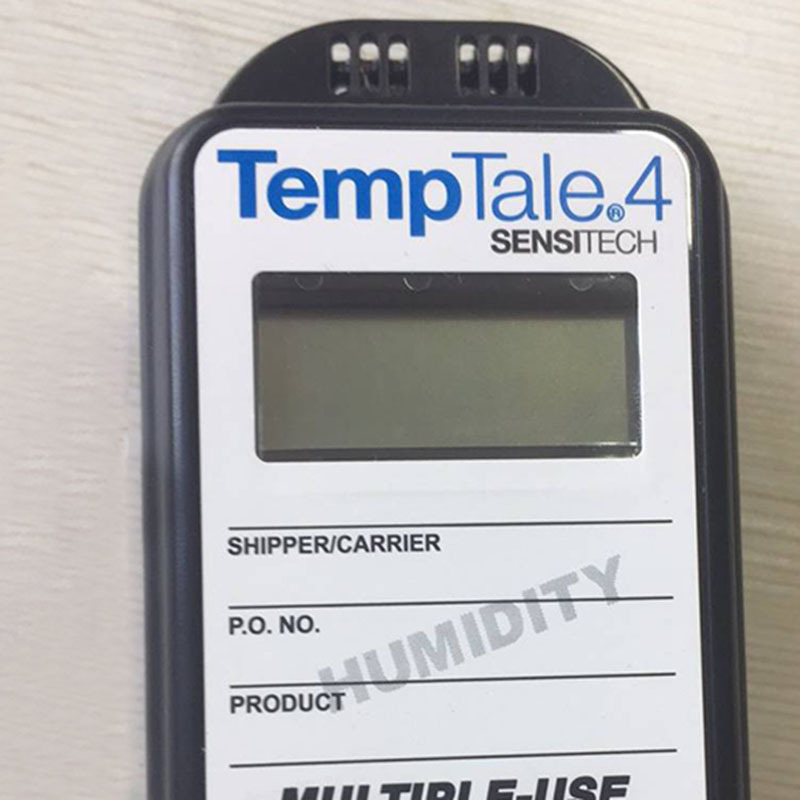 TempTale®4
SENSITECH
SHIPPER/CARRIER
P.O. NO.
HUMIDITY
PRODUCT
MULTIPLE-USE